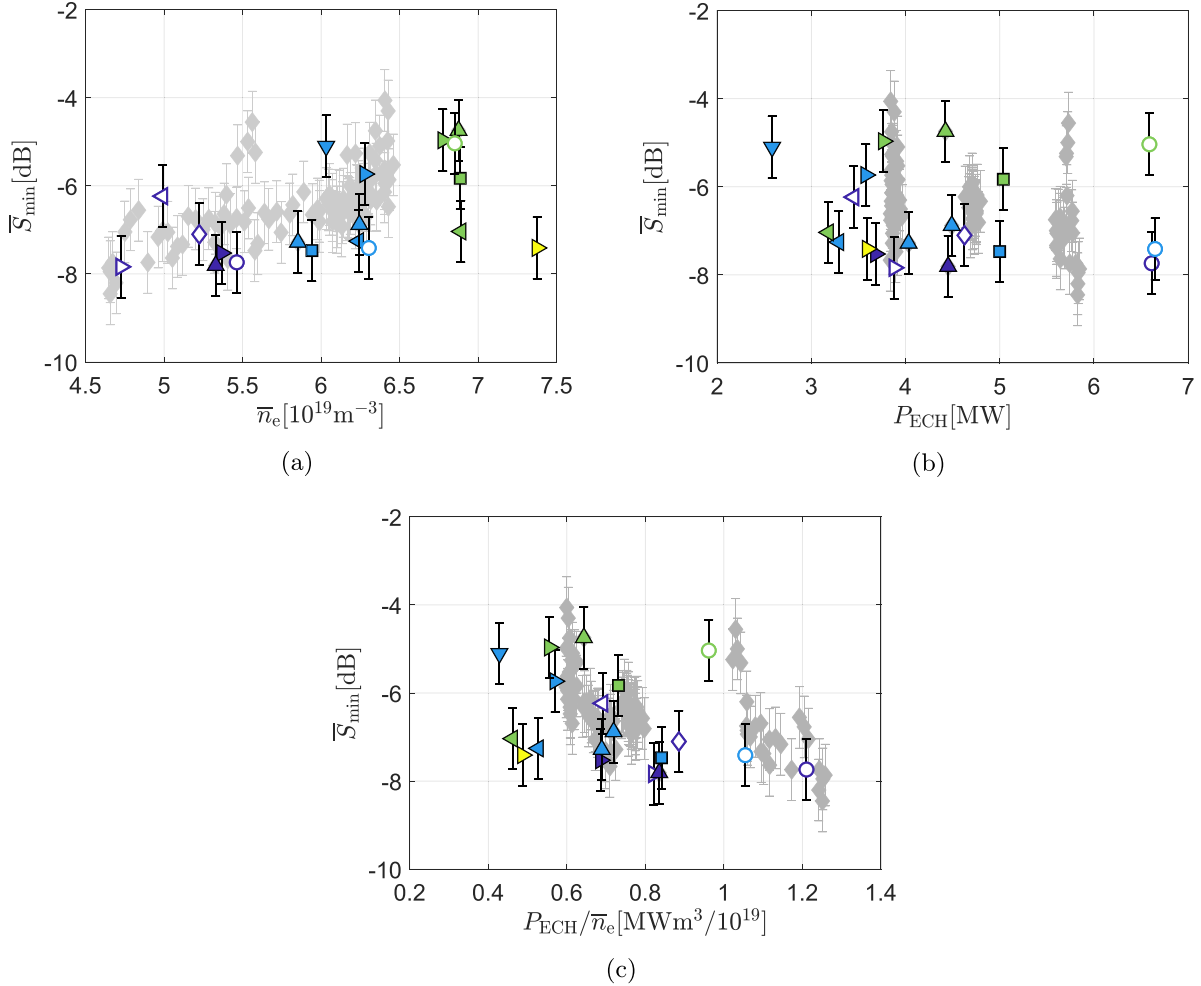 -2
-4
-6
-8
-10
S̅min[dB]
4.5 5 5.5 6 6.5 7 7.5
n̅e[10¹⁹m⁻³]
(a)
-2
-4
-6
-8
-10
S̅min[dB]
2 3 4 5 6 7
PECH[MW]
(b)
-2
-4
-6
-8
-10
S̅min[dB]
0.2 0.4 0.6 0.8 1 1.2 1.4
PECH/n̅e[MWm³/10¹⁹]
(c)